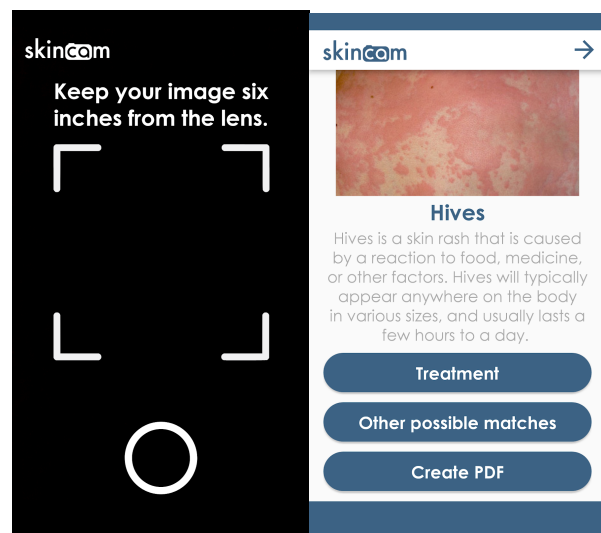 skincam
Keep your image six
inches from the lens.
skincam
Hives
Hives is a skin rash that is caused
by a reaction to food, medicine,
or other factors. Hives will typically
appear anywhere on the body
in various sizes, and usually lasts a
few hours to a day.
Treatment
Other possible matches
Create PDF